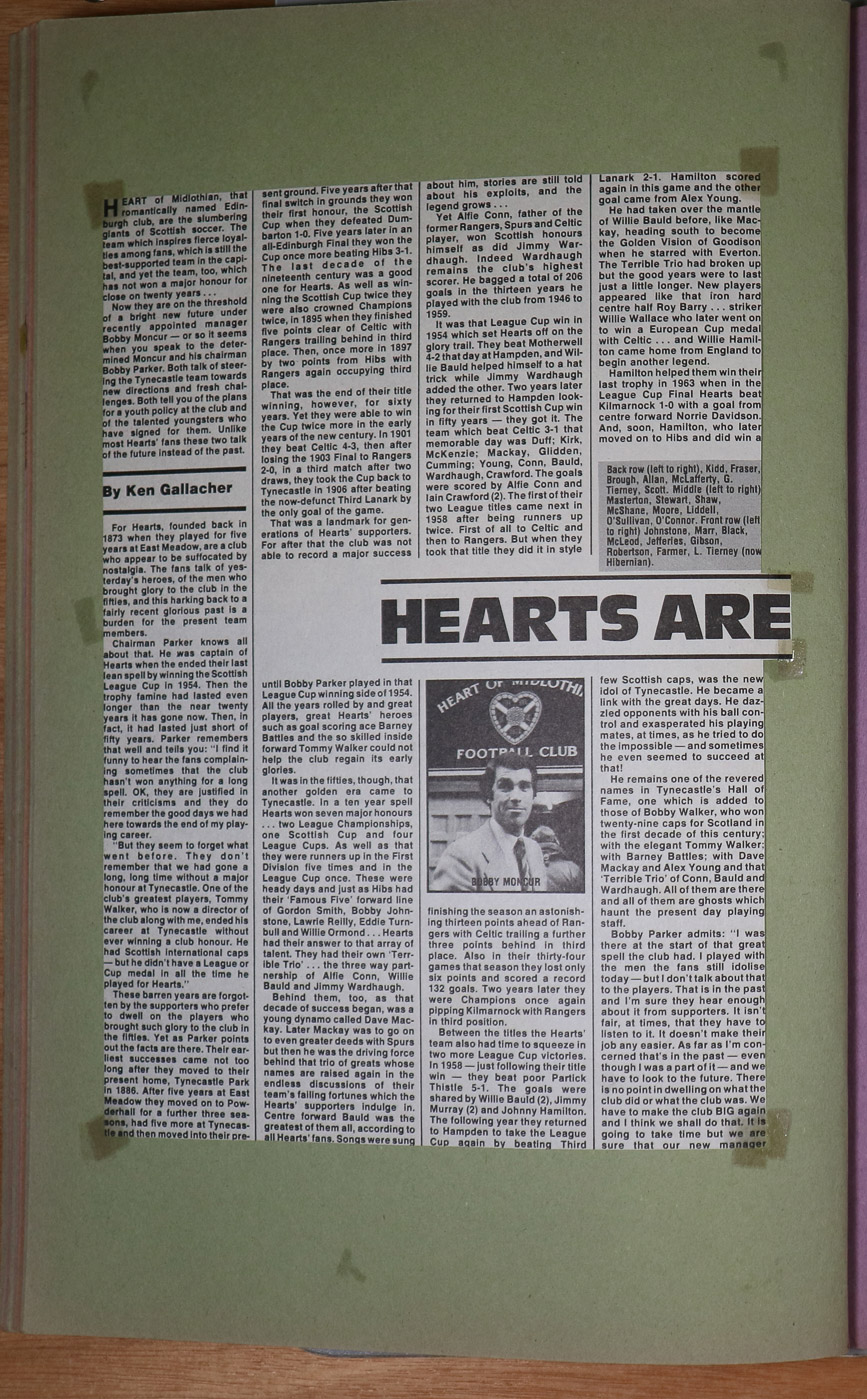 HEARTS ARE
HEART of Midlothian, that
romantically named Edin-
burgh club, are the slumbering
giants of Scottish soccer. The
team which inspires fierce loyal-
ties among fans, which is still the
best-supported team in the capi-
tal, and yet the team, too, which
has not won a major honour for
close on twenty years . . .
Now they are on the threshold
of a bright new future under
recently appointed manager
Bobby Moncur — or so it seems
when you speak to the deter-
mined Moncur and his chairman
Bobby Parker. Both talk of steer-
ing the Tynecastle team towards
new directions and fresh chal-
lenges. Both tell you of the plans
for a youth policy at the club and
of the talented youngsters who
have signed for them. Unlike
most Hearts' fans these two talk
of the future instead of the past.
By Ken Gallacher
For Hearts, founded back in
1873 when they played for five
years at East Meadow, are a club
who appear to be suffocated by
nostalgia. The fans talk of yes-
terday's heroes, of the men who
brought glory to the club in the
fifties, and this harking back to a
fairly recent glorious past is a
burden for the present team
members.
Chairman Parker knows all
about that. He was captain of
Hearts when the ended their last
lean spell by winning the Scottish
League Cup in 1954. Then the
trophy famine had lasted even
longer than the near twenty
years it has gone now. Then, in
fact, it had lasted just short of
fifty years. Parker remembers
that well and tells you: "I find it
funny to hear the fans complain-
ing sometimes that the club
hasn't won anything for a long
spell. OK, they are justified in
their criticisms and they do
remember the good days we had
here towards the end of my play-
ing career.
"But they seem to forget what
went before. They don't
remember that we had gone a
long, long time without a major
honour at Tynecastle. One of the
club's greatest players, Tommy
Walker, who is now a director of
the club along with me, ended his
career at Tynecastle without
ever winning a club honour. He
had Scottish international caps
— but he didn't have a League or
Cup medal in all the time he
played for Hearts."
These barren years are forgot-
ten by the supporters who prefer
to dwell on the players who
brought such glory to the club in
the fifties. Yet as Parker points
out the facts are there. Their ear-
liest successes came not too
long after they moved to their
present home, Tynecastle Park
in 1886. After five years at East
Meadow they moved on to Pow-
derhall for a further three sea-
sons, had five more at Tynecas-
tle and then moved into their pre-
sent ground. Five years after that
final switch in grounds they won
their first honour, the Scottish
Cup when they defeated Dum-
barton 1-0. Five years later in an
all-Edinburgh Final they won the
Cup once more beating Hibs 3-1.
The last decade of the
nineteenth century was a good
one for Hearts. As well as win-
ning the Scottish Cup twice they
were also crowned Champions
twice, in 1895 when they finished
five points clear of Celtic with
Rangers trailing behind in third
place. Then, once more in 1897
by two points from Hibs with
Rangers again occupying third
place.
That was the end of their title
winning, however, for sixty
years. Yet they were able to win
the Cup twice more in the early
years of the new century. In 1901
they beat Celtic 4-3, then after
losing the 1903 Final to Rangers
2-0, in a third match after two
draws, they took the Cup back to
Tynecastle in 1906 after beating
the now-defunct Third Lanark by
the only goal of the game.
That was a landmark for gen-
erations of Hearts' supporters.
For after that the club was not
able to record a major success
until Bobby Parker played in that
League Cup winning side of 1954.
All the years rolled by and great
players, great Hearts' heroes
such as goal scoring ace Barney
Battles and the so skilled inside
forward Tommy Walker could not
help the club regain its early
glories.
It was in the fifties, though, that
another golden era came to
Tynecastle. In a ten year spell
Hearts won seven major honours
. . . two League Championships,
one Scottish Cup and four
League Cups. As well as that
they were runners up in the First
Division five times and in the
League Cup once. These were
heady days and just as Hibs had
their 'Famous Five' forward line
of Gordon Smith, Bobby John-
stone, Lawrie Reilly, Eddie Turn-
bull and Willie Ormond . . . Hearts
had their answer to that array of
talent. They had their own 'Terr-
ible Trio' . . . the three way part-
nership of Alfie Conn, Willie
Bauld and Jimmy Wardhaugh.
Behind them, too, as that
decade of success began, was a
young dynamo called Dave Mac-
kay. Later Mackay was to go on
to even greater deeds with Spurs
but then he was the driving force
behind that trio of greats whose
names are raised again in the
endless discussions of their
team's failing fortunes which the
Hearts' supporters indulge in.
Centre forward Bauld was the
greatest of them all, according to
all Hearts' fans. Songs were sung
about him, stories are still told
about his exploits, and the
legend grows . . .
Yet Alfie Conn, father of the
former Rangers, Spurs and Celtic
player, won Scottish honours
himself as did Jimmy War-
dhaugh. Indeed Wardhaugh
remains the club's highest
scorer. He bagged a total of 206
goals in the thirteen years he
played with the club from 1946 to
1959.
It was that League Cup win in
1954 which set Hearts off on the
glory trail. They beat Motherwell
4-2 that day at Hampden, and Wil-
lie Bauld helped himself to a hat
trick while Jimmy Wardhaugh
added the other. Two years later
they returned to Hampden look-
ing for their first Scottish Cup win
in fifty years — they got it. The
team which beat Celtic 3-1 that
memorable day was Duff; Kirk,
McKenzie; Mackay, Glidden,
Cumming; Young, Conn, Bauld,
Wardhaugh, Crawford. The goals
were scored by Alfie Conn and
Iain Crawford (2). The first of their
two League titles came next in
1958 after being runners up
twice. First of all to Celtic and
then to Rangers. But when they
took that title they did it in style
HEART OF MIDLOTHI
FOOTBALL CLUB
BOBBY MONCUR
finishing the season an astonish-
ing thirteen points ahead of Ran-
gers with Celtic trailing a further
three points behind in third
place. Also in their thirty-four
games that season they lost only
six points and scored a record
132 goals. Two years later they
were Champions once again
pipping Kilmarnock with Rangers
in third position.
Between the titles the Hearts'
team also had time to squeeze in
two more League Cup victories.
In 1958 — just following their title
win — they beat poor Partick
Thistle 5-1. The goals were
shared by Willie Bauld (2), Jimmy
Murray (2) and Johnny Hamilton.
The following year they returned
to Hampden to take the League
Cup again by beating Third
Lanark 2-1. Hamilton scored
again in this game and the other
goal came from Alex Young.
He had taken over the mantle
of Willie Bauld before, like Mac-
kay, heading south to become
the Golden Vision of Goodison
when he starred with Everton.
The Terrible Trio had broken up
but the good years were to last
just a little longer. New players
appeared like that iron hard
centre half Roy Barry . . . striker
Willie Wallace who later went on
to win a European Cup medal
with Celtic . . . and Willie Hamil-
ton came home from England to
begin another legend.
Hamilton helped them win their
last trophy in 1963 when in the
League Cup Final Hearts beat
Kilmarnock 1-0 with a goal from
centre forward Norrie Davidson.
And, soon, Hamilton, who later
moved on to Hibs and did win a
Back row (left to right), Kidd, Fraser,
Brough, Allan, McLafferty, G.
Tierney, Scott. Middle (left to right)
Masterton, Stewart, Shaw,
McShane, Moore, Liddell,
O'Sullivan, O'Connor. Front row (left
to right) Johnstone, Marr, Black,
McLeod, Jefferies, Gibson,
Robertson, Farmer, L. Tierney (now
Hibernian).
few Scottish caps, was the new
idol of Tynecastle. He became a
link with the great days. He daz-
zled opponents with his ball con-
trol and exasperated his playing
mates, at times, as he tried to do
the impossible — and sometimes
he even seemed to succeed at
that!
He remains one of the revered
names in Tynecastle's Hall of
Fame, one which is added to
those of Bobby Walker, who won
twenty-nine caps for Scotland in
the first decade of this century;
with the elegant Tommy Walker;
with Barney Battles; with Dave
Mackay and Alex Young and that
'Terrible Trio' of Conn, Bauld and
Wardhaugh. All of them are there
and all of them are ghosts which
haunt the present day playing
staff.
Bobby Parker admits: "I was
there at the start of that great
spell the club had. I played with
the men the fans still idolise
today — but I don't talk about that
to the players. That is in the past
and I'm sure they hear enough
about it from supporters. It isn't
fair, at times, that they have to
listen to it. It doesn't make their
job any easier. As far as I'm con-
cerned that's in the past — even
though I was a part of it — and we
have to look to the future. There
is no point in dwelling on what the
club did or what the club was. We
have to make the club BIG again
and I think we shall do that. It is
going to take time but we are
sure that our new manager